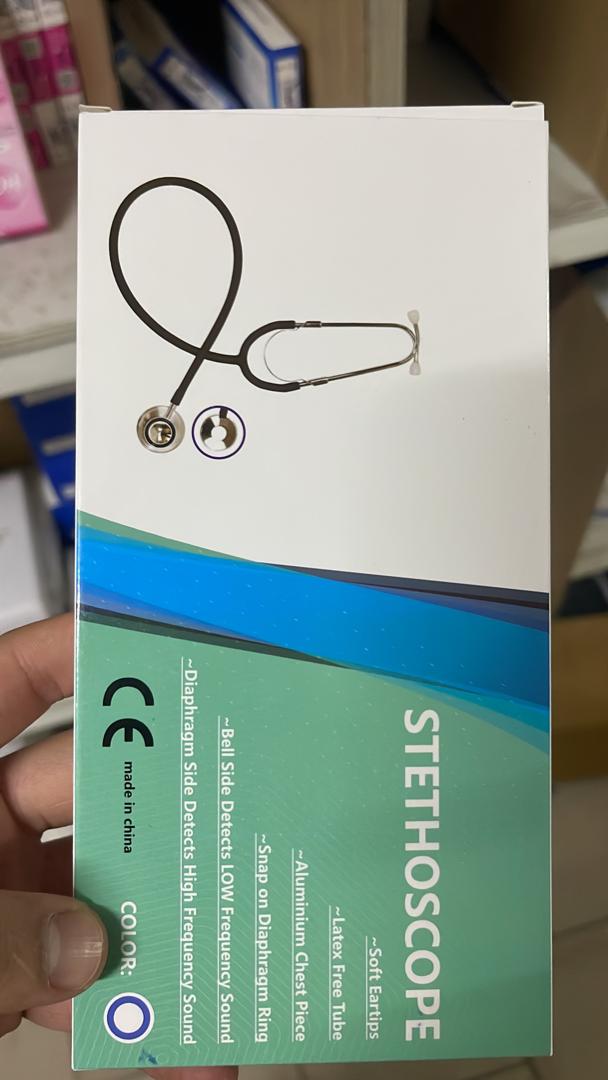 STETHOSCOPE
~Soft Eartips
~Latex Free Tube
~Aluminium Chest Piece
~Snap on Diaphragm Ring
~Bell Side Detects LOW Frequency Sound
~Diaphragm Side Detects High Frequency Sound
CE made in china
COLOR: